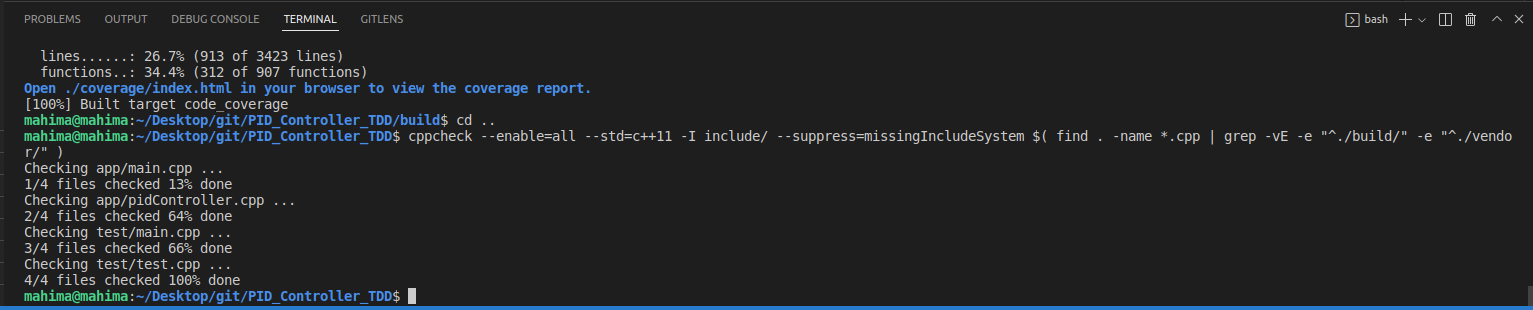 PROBLEMS OUTPUT DEBUG CONSOLE TERMINAL GITLENS bash
lines......: 26.7% (913 of 3423 lines)
functions..: 34.4% (312 of 907 functions)
Open ./coverage/index.html in your browser to view the coverage report.
[100%] Built target code_coverage
mahima@mahima:~/Desktop/git/PID_Controller_TDD/build$ cd ..
mahima@mahima:~/Desktop/git/PID_Controller_TDD$ cppcheck --enable=all --std=c++11 -I include/ --suppress=missingIncludeSystem $( find . -name *.cpp | grep -vE -e "^./build/" -e "^./vendo
r/" )
Checking app/main.cpp ...
1/4 files checked 13% done
Checking app/pidController.cpp ...
2/4 files checked 64% done
Checking test/main.cpp ...
3/4 files checked 66% done
Checking test/test.cpp ...
4/4 files checked 100% done
mahima@mahima:~/Desktop/git/PID_Controller_TDD$